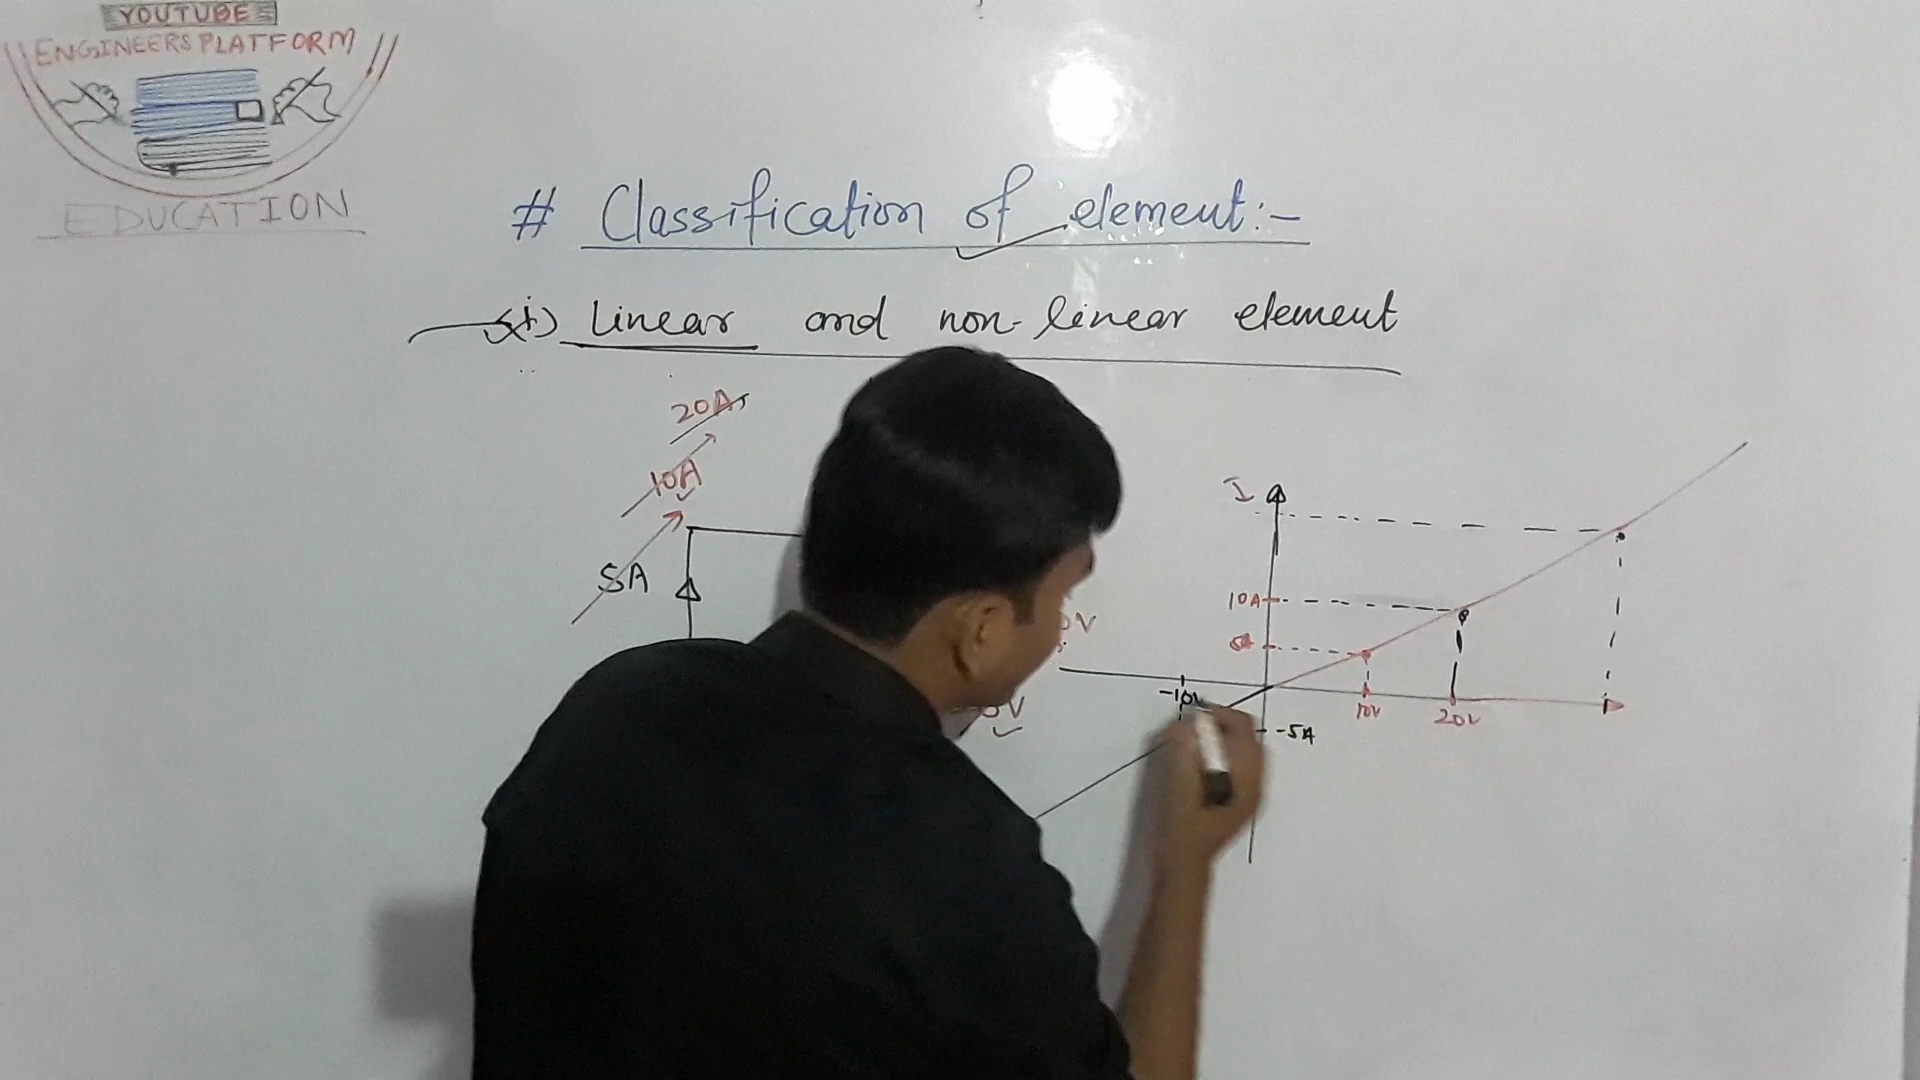 YOUTUBE
ENGINEERS PLATFORM
EDUCATION
# Classification of element:-
(i) Linear and non-linear element
20A
10A
5A
I
10A
5A
-10V
10V
20V
-5A